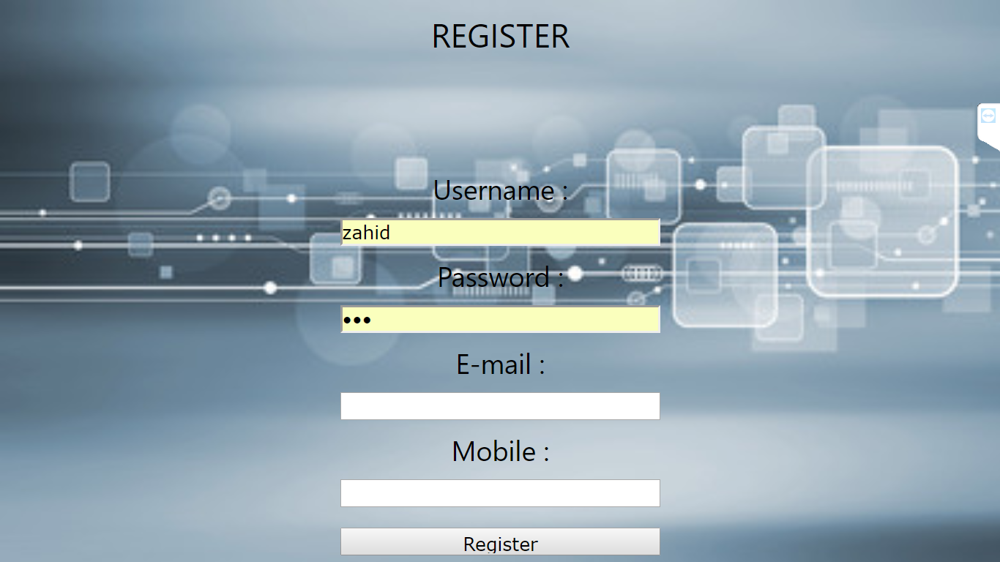 REGISTER
Username :
zahid
Password :
•••
E-mail :
Mobile :
Register